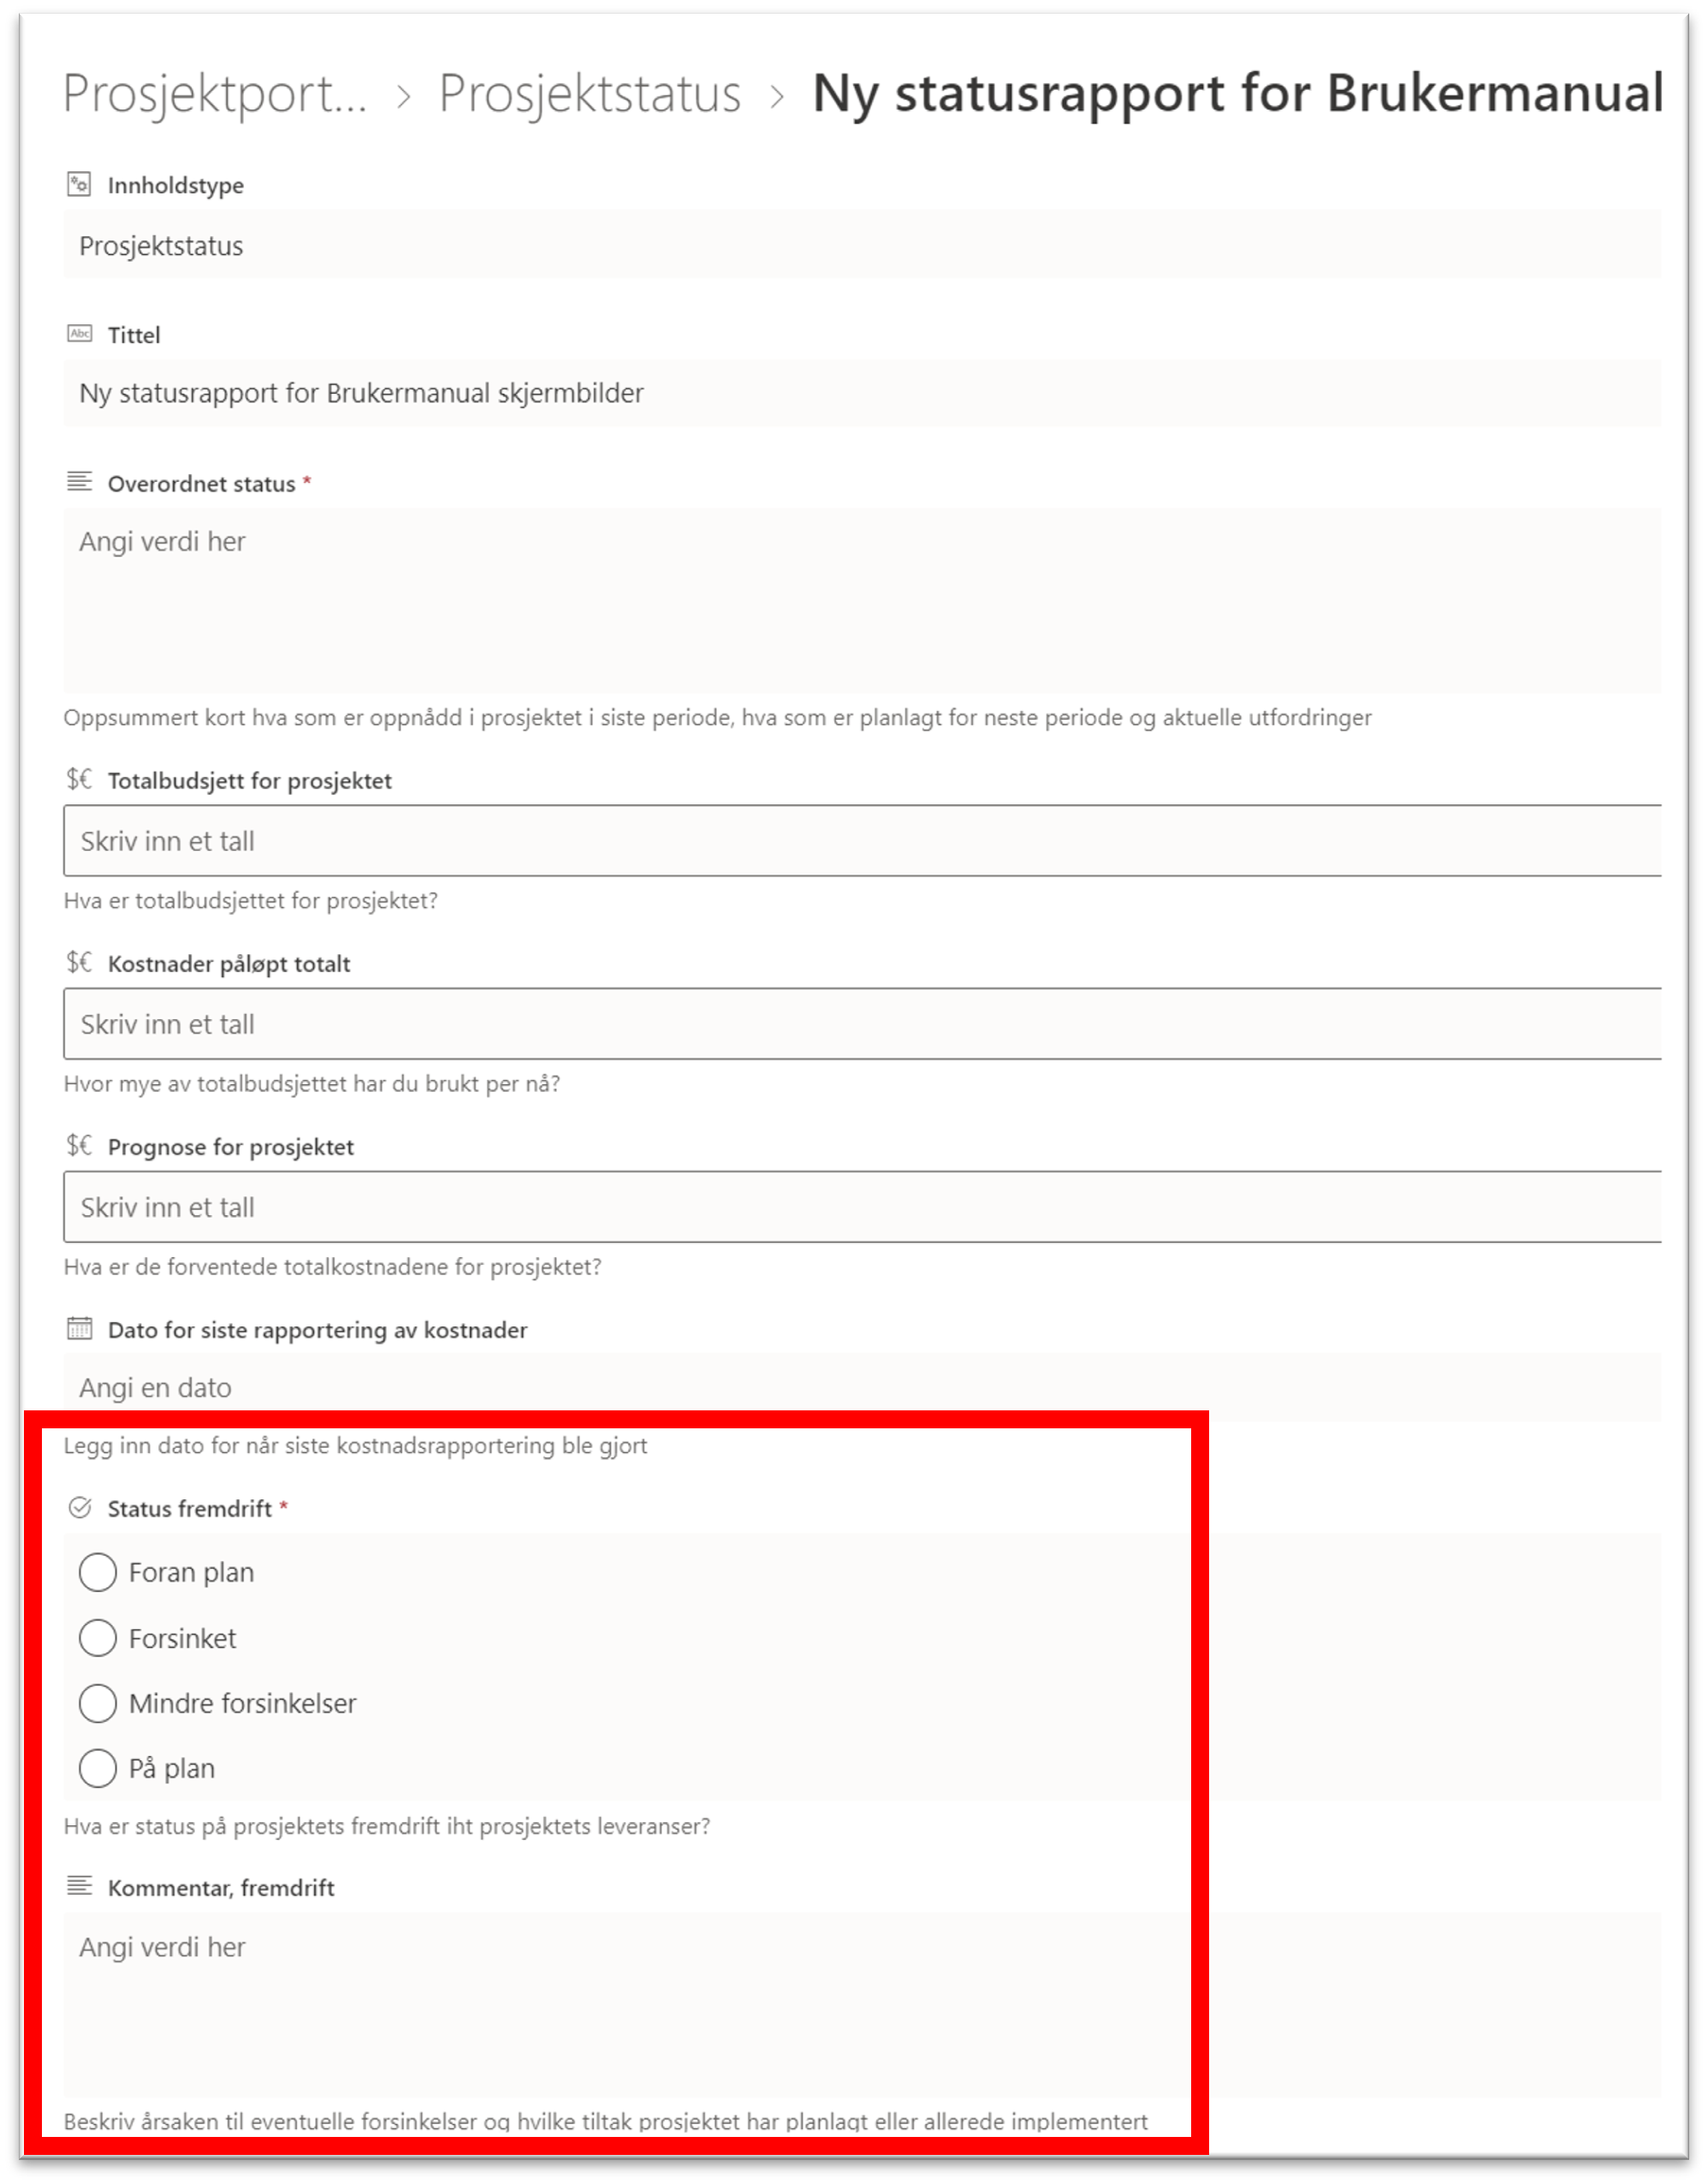 Prosjektport... > Prosjektstatus > Ny statusrapport for Brukermanual
Innholdstype
Prosjektstatus
Abc Tittel
Ny statusrapport for Brukermanual skjermbilder
Overordnet status *
Angi verdi her
Oppsummert kort hva som er oppnådd i prosjektet i siste periode, hva som er planlagt for neste periode og aktuelle utfordringer
$€ Totalbudsjett for prosjektet
Skriv inn et tall
Hva er totalbudsjettet for prosjektet?
$€ Kostnader påløpt totalt
Skriv inn et tall
Hvor mye av totalbudsjettet har du brukt per nå?
$€ Prognose for prosjektet
Skriv inn et tall
Hva er de forventede totalkostnadene for prosjektet?
Dato for siste rapportering av kostnader
Angi en dato
Legg inn dato for når siste kostnadsrapportering ble gjort
Status fremdrift *
Foran plan
Forsinket
Mindre forsinkelser
På plan
Hva er status på prosjektets fremdrift iht prosjektets leveranser?
Kommentar, fremdrift
Angi verdi her
Beskriv årsaken til eventuelle forsinkelser og hvilke tiltak prosjektet har planlagt eller allerede implementert